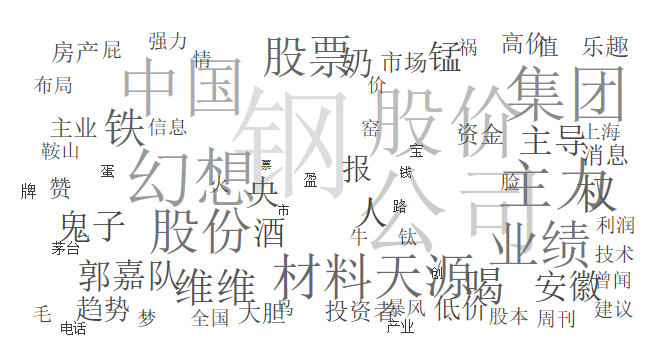 强力 股票 祸 高价 值 乐趣
房产 屁 情 奶 市场 锰
布局 中国 价 集团
钢 股价
主业 铁 信息 窑 资金 主导 上海
鞍山 宝 消息
蛋 票
牌 赞 幻想 火 央 盈 报 钱 脸 主力 权
公司
鬼子 股份 酒 市 人 路 业绩 利润
茅台 牛 钛 技术
郭嘉 队 维维 材料 天源 创 喝 安徽 曾闻
毛 趋势 梦 全国 大胆 鸟 投资者 暴风 低价 股本 周刊 建议
电话 产业